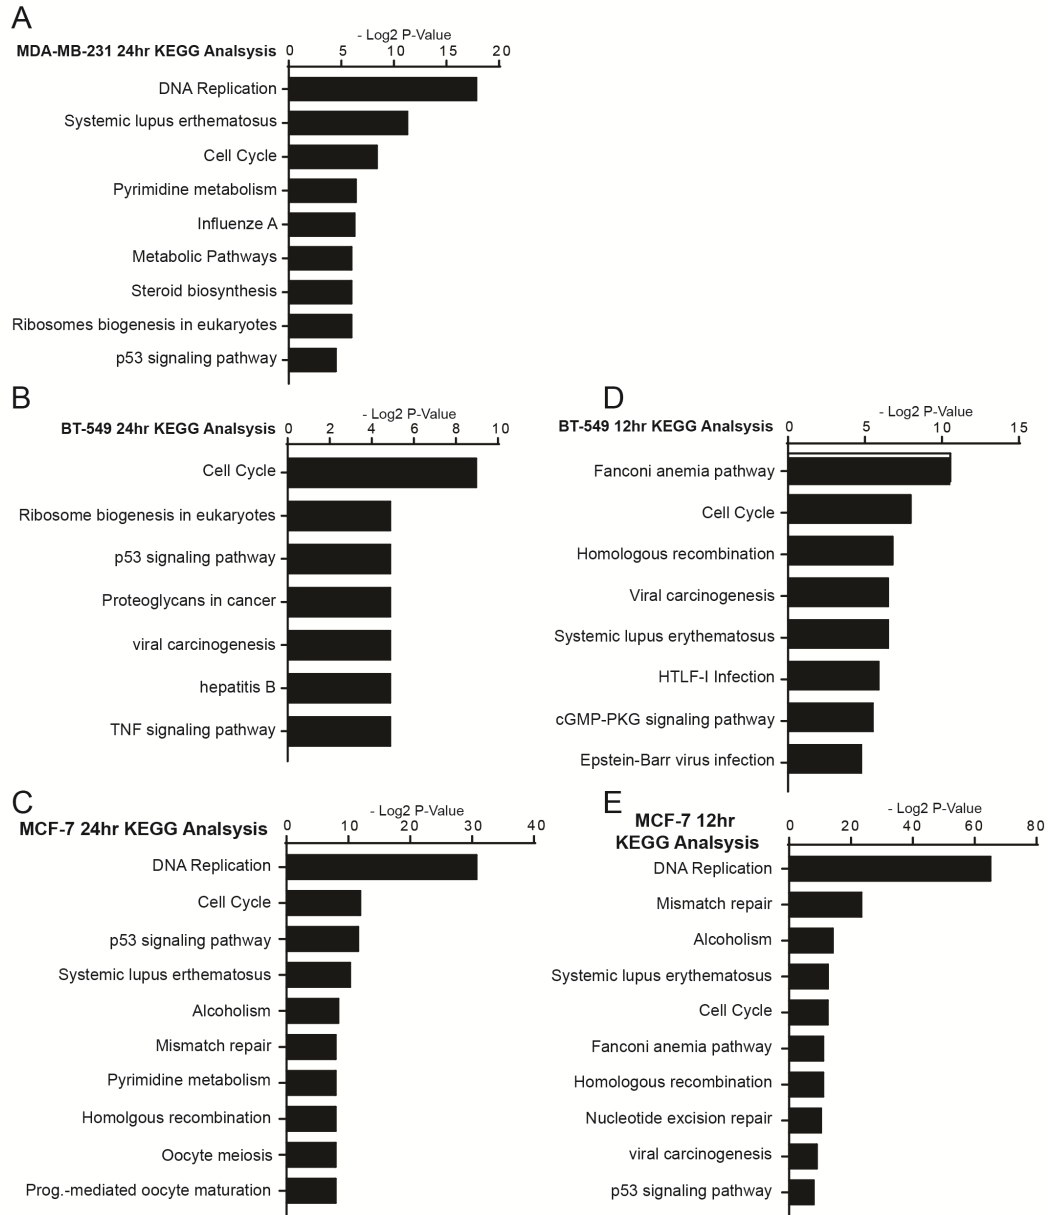 A
- Log2 P-Value
MDA-MB-231 24hr KEGG Analsysis
0 5 10 15 20
DNA Replication
Systemic lupus erthematosus
Cell Cycle
Pyrimidine metabolism
Influenze A
Metabolic Pathways
Steroid biosynthesis
Ribosomes biogenesis in eukaryotes
p53 signaling pathway
B
- Log2 P-Value
BT-549 24hr KEGG Analsysis
0 2 4 6 8 10
Cell Cycle
Ribosome biogenesis in eukaryotes
p53 signaling pathway
Proteoglycans in cancer
viral carcinogenesis
hepatitis B
TNF signaling pathway
D
- Log2 P-Value
BT-549 12hr KEGG Analsysis
0 5 10 15
Fanconi anemia pathway
Cell Cycle
Homologous recombination
Viral carcinogenesis
Systemic lupus erythematosus
HTLF-I Infection
cGMP-PKG signaling pathway
Epstein-Barr virus infection
C
- Log2 P-Value
MCF-7 24hr KEGG Analsysis
0 10 20 30 40
DNA Replication
Cell Cycle
p53 signaling pathway
Systemic lupus erthematosus
Alcoholism
Mismatch repair
Pyrimidine metabolism
Homolgous recombination
Oocyte meiosis
Prog.-mediated oocyte maturation
E
- Log2 P-Value
MCF-7 12hr
KEGG Analsysis
0 20 40 60 80
DNA Replication
Mismatch repair
Alcoholism
Systemic lupus erythematosus
Cell Cycle
Fanconi anemia pathway
Homologous recombination
Nucleotide excision repair
viral carcinogenesis
p53 signaling pathway